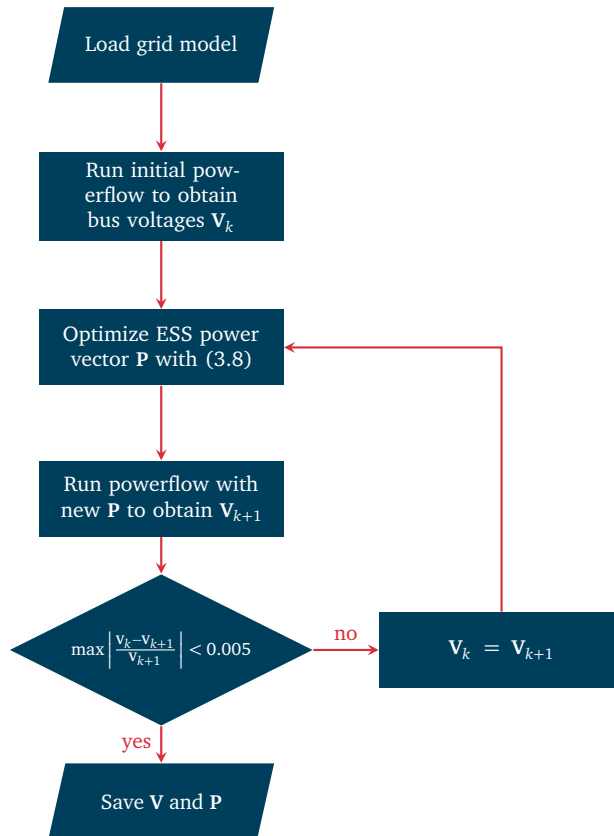 Load grid model
Run initial pow-
erflow to obtain
bus voltages V_k
Optimize ESS power
vector P with (3.8)
Run powerflow with
new P to obtain V_{k+1}
max |(V_k−V_{k+1})/V_{k+1}| < 0.005
no
V_k = V_{k+1}
yes
Save V and P